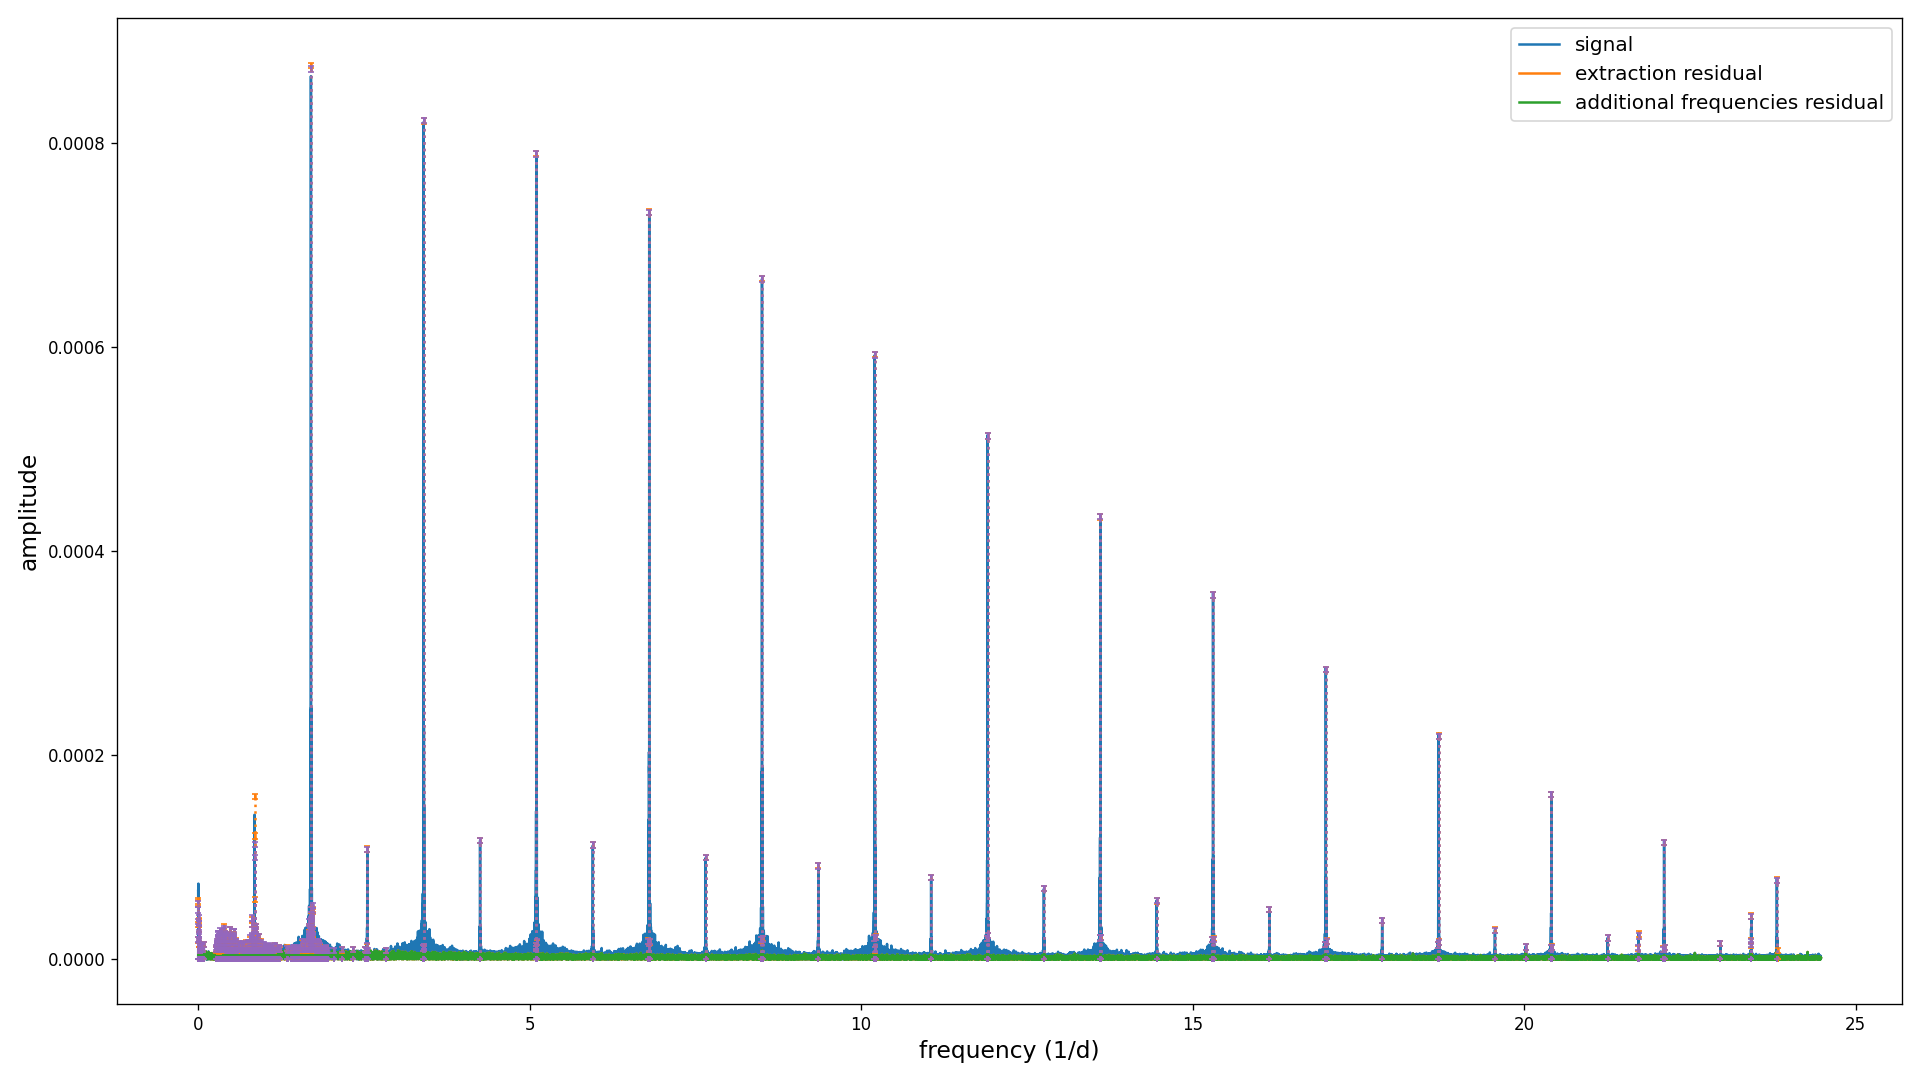 signal
extraction residual
additional frequencies residual
amplitude
0.0008
0.0006
0.0004
0.0002
0.0000
0 5 10 15 20 25
frequency (1/d)